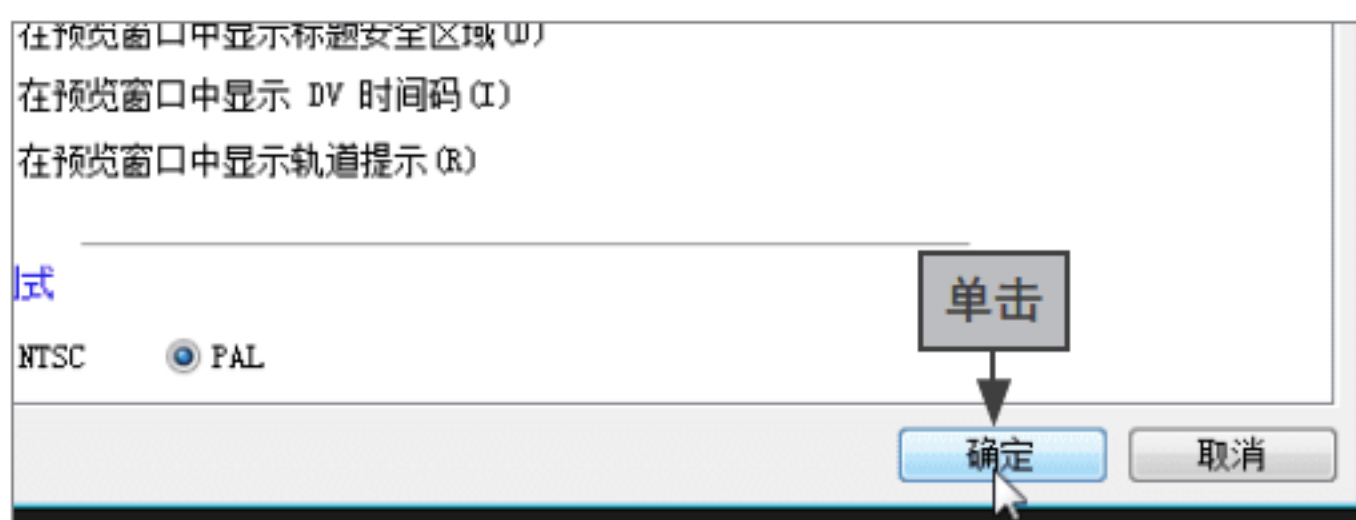 在预览窗口中显示标题安全区域(D)
在预览窗口中显示 DV 时间码(I)
在预览窗口中显示轨道提示(R)
制式
单击
NTSC PAL
确定 取消